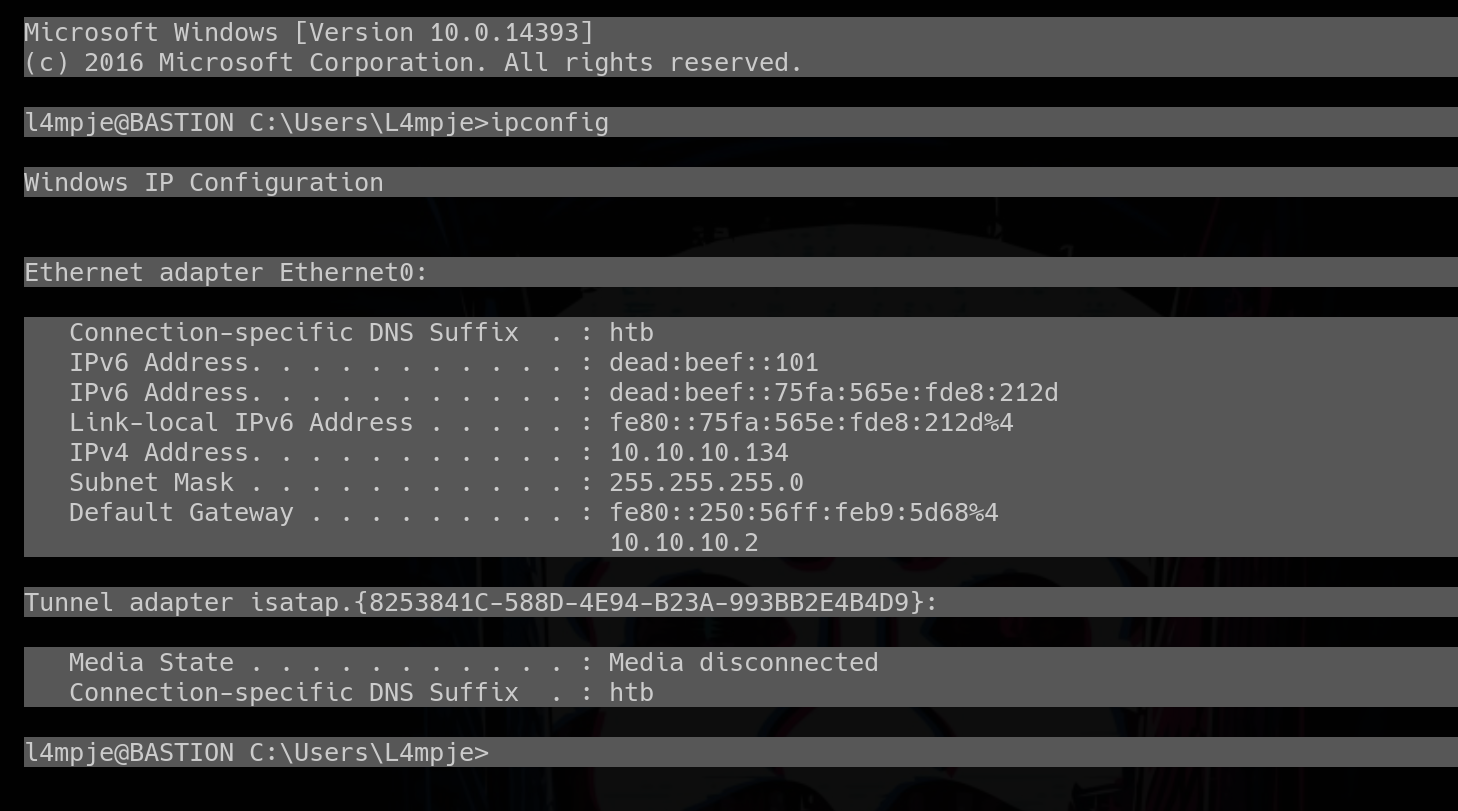 Microsoft Windows [Version 10.0.14393]
(c) 2016 Microsoft Corporation. All rights reserved.
l4mpje@BASTION C:\Users\L4mpje>ipconfig
Windows IP Configuration
Ethernet adapter Ethernet0:
   Connection-specific DNS Suffix  . : htb
   IPv6 Address. . . . . . . . . . . : dead:beef::101
   IPv6 Address. . . . . . . . . . . : dead:beef::75fa:565e:fde8:212d
   Link-local IPv6 Address . . . . . : fe80::75fa:565e:fde8:212d%4
   IPv4 Address. . . . . . . . . . . : 10.10.10.134
   Subnet Mask . . . . . . . . . . . : 255.255.255.0
   Default Gateway . . . . . . . . . : fe80::250:56ff:feb9:5d68%4
                                       10.10.10.2
Tunnel adapter isatap.{8253841C-588D-4E94-B23A-993BB2E4B4D9}:
   Media State . . . . . . . . . . . : Media disconnected
   Connection-specific DNS Suffix  . : htb
l4mpje@BASTION C:\Users\L4mpje>